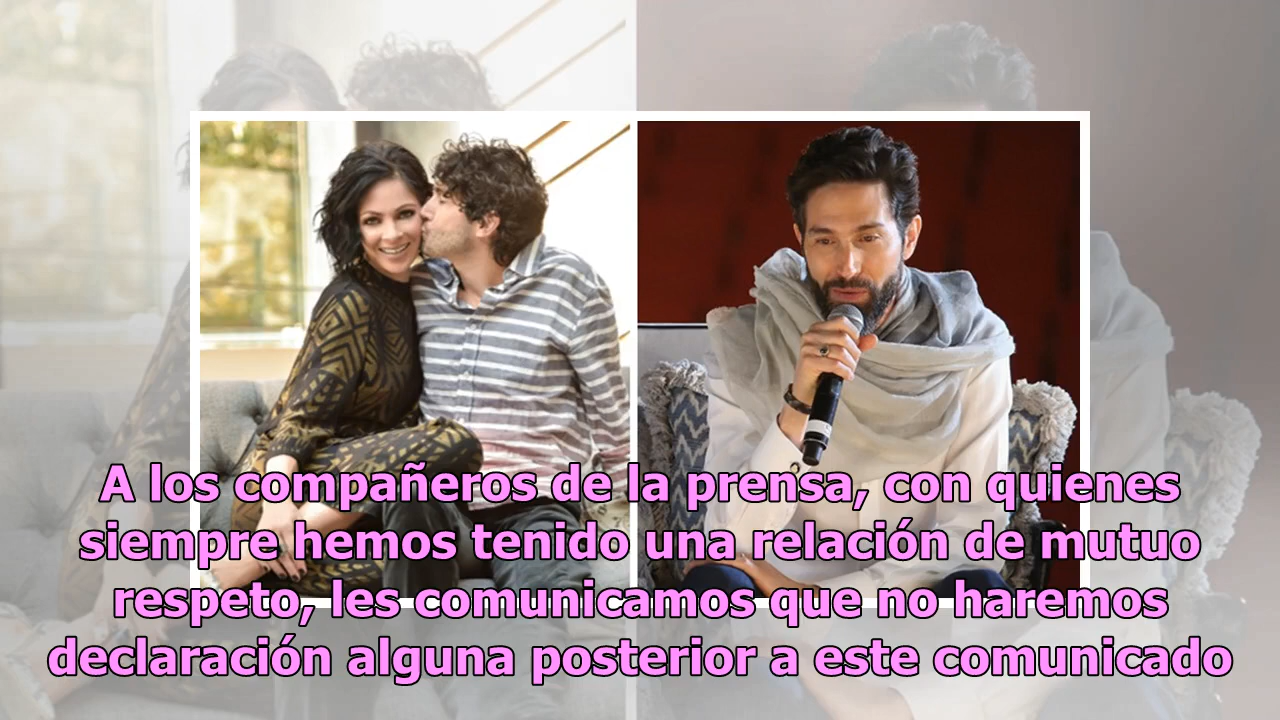 A los compañeros de la prensa, con quienes
siempre hemos tenido una relación de mutuo
respeto, les comunicamos que no haremos
declaración alguna posterior a este comunicado